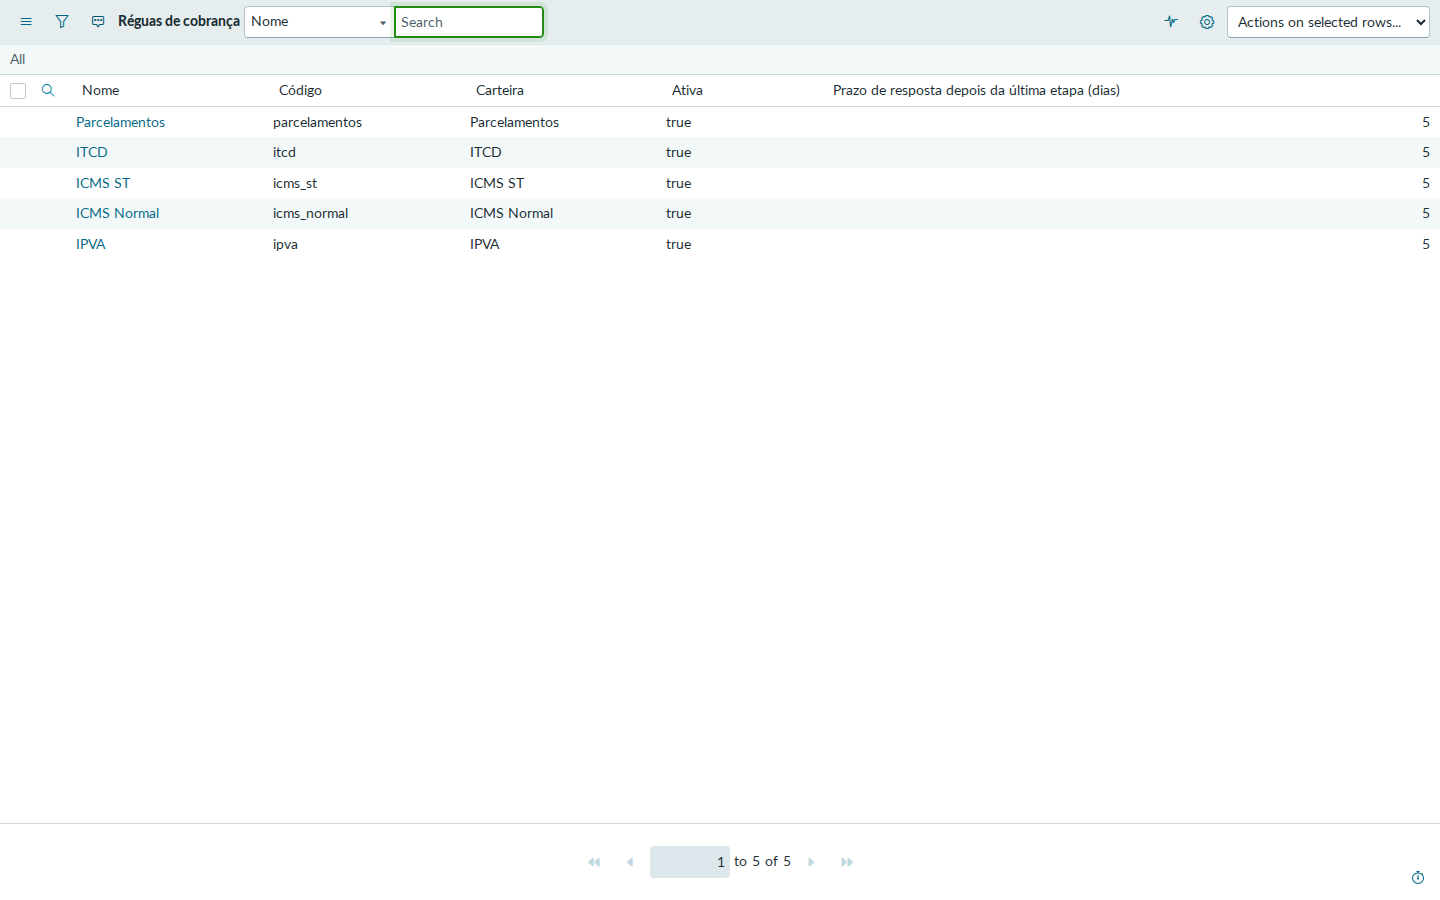 Réguas de cobrança Nome Search Actions on selected rows...
All
Nome Código Carteira Ativa Prazo de resposta depois da última etapa (dias)
Parcelamentos parcelamentos Parcelamentos true 5
ITCD itcd ITCD true 5
ICMS ST icms_st ICMS ST true 5
ICMS Normal icms_normal ICMS Normal true 5
IPVA ipva IPVA true 5
1 to 5 of 5